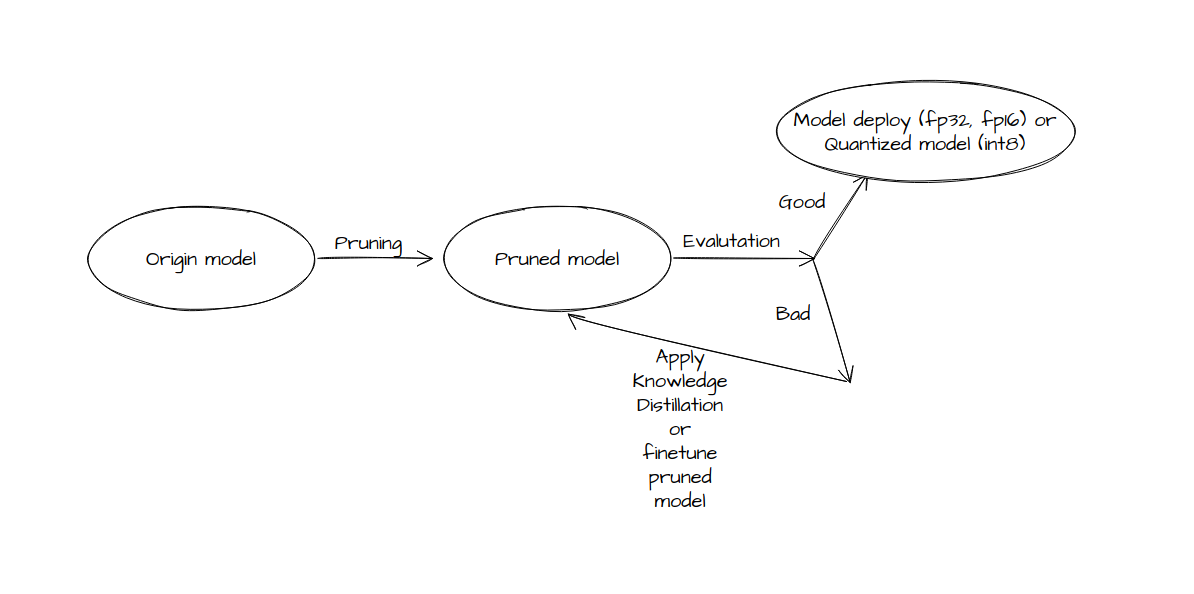 Model deploy (fp32, fp16) or
Quantized model (int8)
Good
Origin model
Pruning
Pruned model
Evalutation
Bad
Apply
Knowledge
Distillation
or
finetune
pruned
model